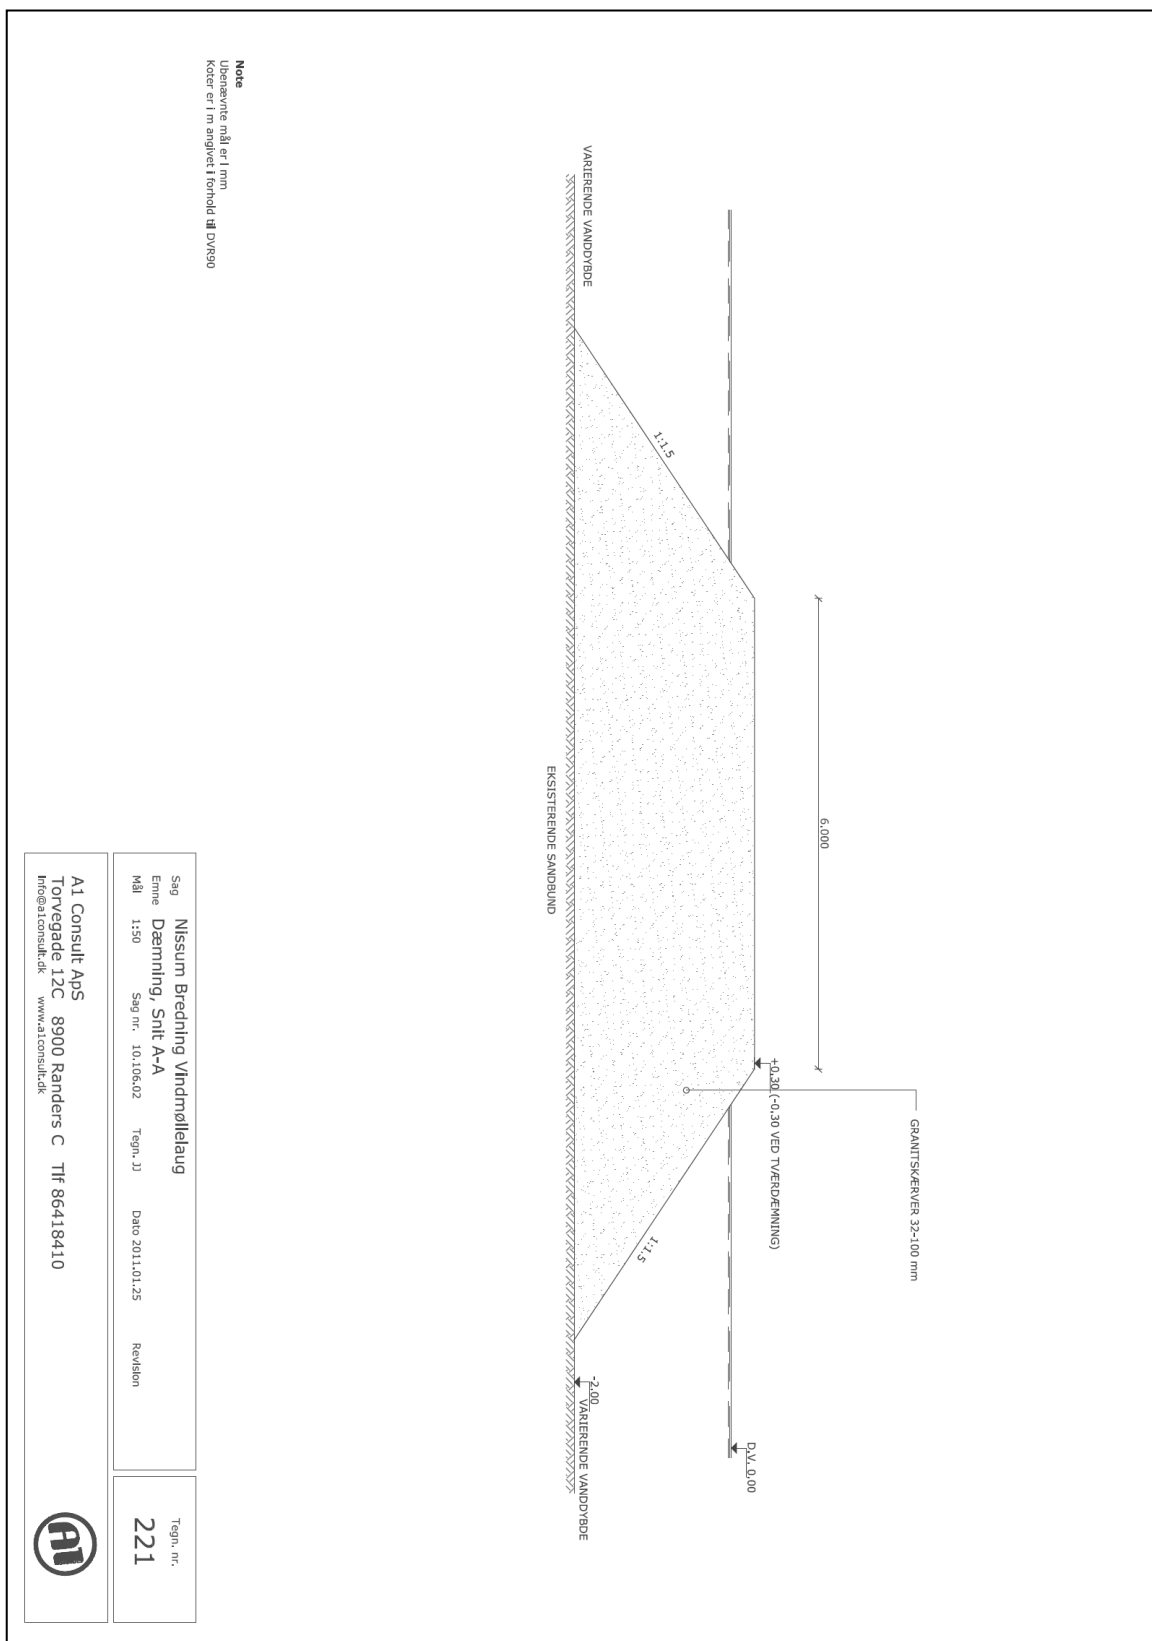 GRANITSKÆRVER 32-100 mm
6.000
+0,30 (-0,30 VED TVÆRDÆMNING)
D.V. 0,00
1:1.5
1:1.5
-2,00
VARIERENDE VANDDYBDE
VARIERENDE VANDDYBDE
EKSISTERENDE SANDBUND
Note
Ubenævnte mål er i mm
Koter er i m angivet i forhold til DVR90
Sag Nissum Bredning Vindmøllelaug
Emne Dæmning, Snit A-A
Mål 1:50 Sag nr. 10.106.02 Tegn. JJ Dato 2011.01.25 Revision
Tegn. nr.
221
A1 Consult ApS
Torvegade 12C 8900 Randers C Tlf 86418410
info@a1consult.dk www.a1consult.dk
A1